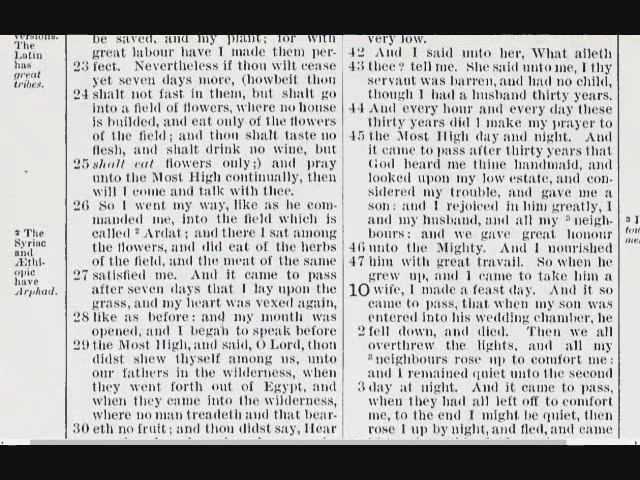 versions.
The
Latin
has
great
tribes.
² The
Syriac
and
Æthi-
opic
have
Arphad.
be saved, and my plant; for with
great labour have I made them per-
23 fect. Nevertheless if thou wilt cease
yet seven days more, (howbeit thou
24 shalt not fast in them, but shalt go
into a field of flowers, where no house
is builded, and eat only of the flowers
of the field; and thou shalt taste no
flesh, and shalt drink no wine, but
25 shalt eat flowers only;) and pray
unto the Most High continually, then
will I come and talk with thee.
26 So I went my way, like as he com-
manded me, into the field which is
called ² Ardat; and there I sat among
the flowers, and did eat of the herbs
of the field, and the meat of the same
27 satisfied me. And it came to pass
after seven days that I lay upon the
grass, and my heart was vexed again,
28 like as before: and my mouth was
opened, and I began to speak before
29 the Most High, and said, O Lord, thou
didst shew thyself among us, unto
our fathers in the wilderness, when
they went forth out of Egypt, and
when they came into the wilderness,
where no man treadeth and that bear-
30 eth no fruit; and thou didst say, Hear
very low.
42 And I said unto her, What aileth
43 thee? tell me. She said unto me, I thy
servant was barren, and had no child,
though I had a husband thirty years.
44 And every hour and every day these
thirty years did I make my prayer to
45 the Most High day and night. And
it came to pass after thirty years that
God heard me thine handmaid, and
looked upon my low estate, and con-
sidered my trouble, and gave me a
son: and I rejoiced in him greatly, I
and my husband, and all my ³ neigh-
bours: and we gave great honour
46 unto the Mighty. And I nourished
47 him with great travail. So when he
grew up, and I came to take him a
10 wife, I made a feast day. And it so
came to pass, that when my son was
entered into his wedding chamber, he
2 fell down, and died. Then we all
overthrew the lights, and all my
³ neighbours rose up to comfort me:
and I remained quiet unto the second
3 day at night. And it came to pass,
when they had all left off to comfort
me, to the end I might be quiet, then
rose I up by night, and fled, and came